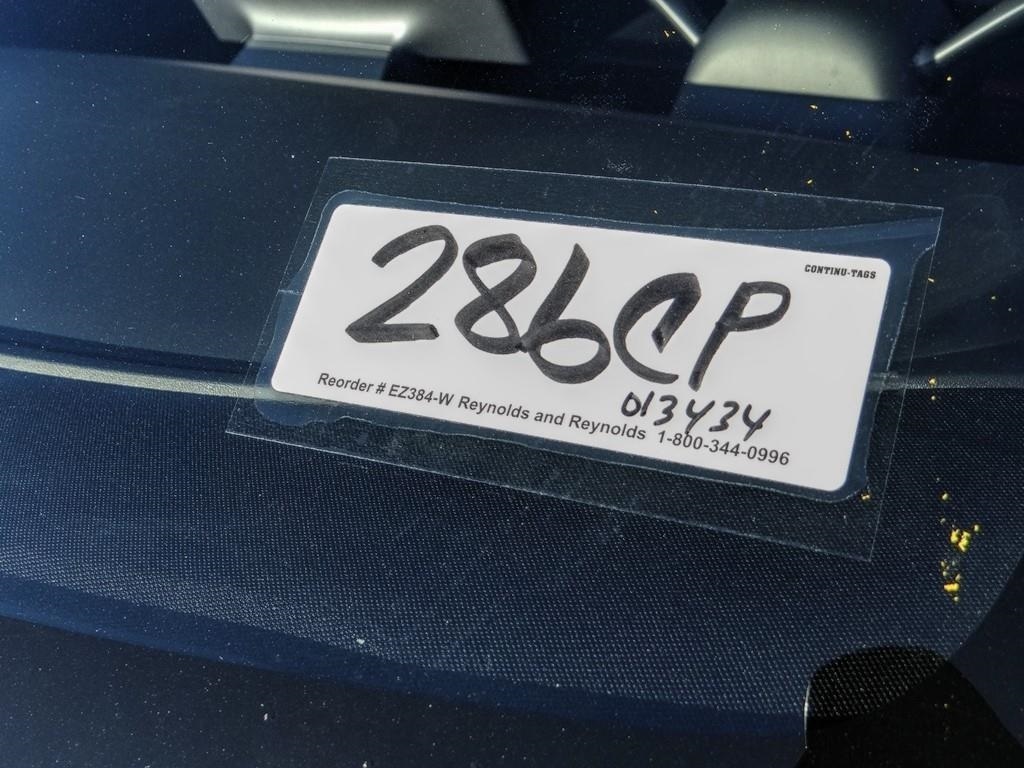 CONTINU-TAGS
286CP
013434
Reorder # EZ384-W Reynolds and Reynolds 1-800-344-0996